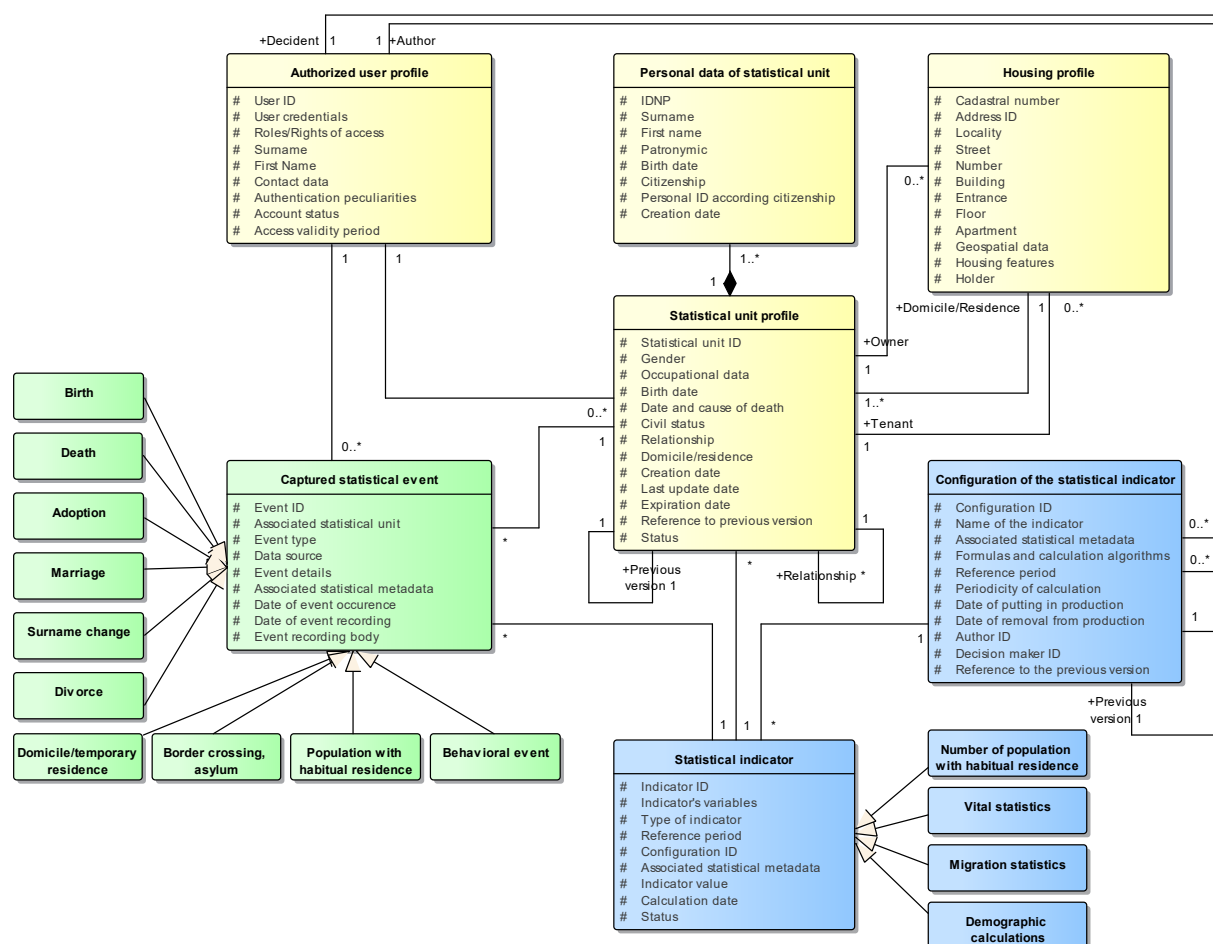 +Decident 1 1 +Author
Authorized user profile
# User ID
# User credentials
# Roles/Rights of access
# Surname
# First Name
# Contact data
# Authentication peculiarities
# Account status
# Access validity period
1 1
Personal data of statistical unit
# IDNP
# Surname
# First name
# Patronymic
# Birth date
# Citizenship
# Personal ID according citizenship
# Creation date
1..*
1
Housing profile
# Cadastral number
# Address ID
# Locality
# Street
# Number
# Building
# Entrance
# Floor
# Apartment
# Geospatial data
# Housing features
# Holder
0..*
+Domicile/Residence 1 0..*
Statistical unit profile
# Statistical unit ID
# Gender
# Occupational data
# Birth date
# Date and cause of death
# Civil status
# Relationship
# Domicile/residence
# Creation date
# Last update date
# Expiration date
# Reference to previous version
# Status
+Owner
1
1..*
+Tenant
1
0..*
1
1
+Previous
version 1
1
+Relationship *
*
Birth
Death
Adoption
Marriage
Surname change
Divorce
Domicile/temporary
residence
Border crossing,
asylum
Population with
habitual residence
Behavioral event
0..*
Captured statistical event
# Event ID
# Associated statistical unit
# Event type
# Data source
# Event details
# Associated statistical metadata
# Date of event occurence
# Date of event recording
# Event recording body
*
*
Configuration of the statistical indicator
# Configuration ID
# Name of the indicator
# Associated statistical metadata
# Formulas and calculation algorithms
# Reference period
# Periodicity of calculation
# Date of putting in production
# Date of removal from production
# Author ID
# Decision maker ID
# Reference to the previous version
0..*
0..*
1
1
+Previous
version 1
1 1 *
Statistical indicator
# Indicator ID
# Indicator's variables
# Type of indicator
# Reference period
# Configuration ID
# Associated statistical metadata
# Indicator value
# Calculation date
# Status
Number of population
with habitual residence
Vital statistics
Migration statistics
Demographic
calculations